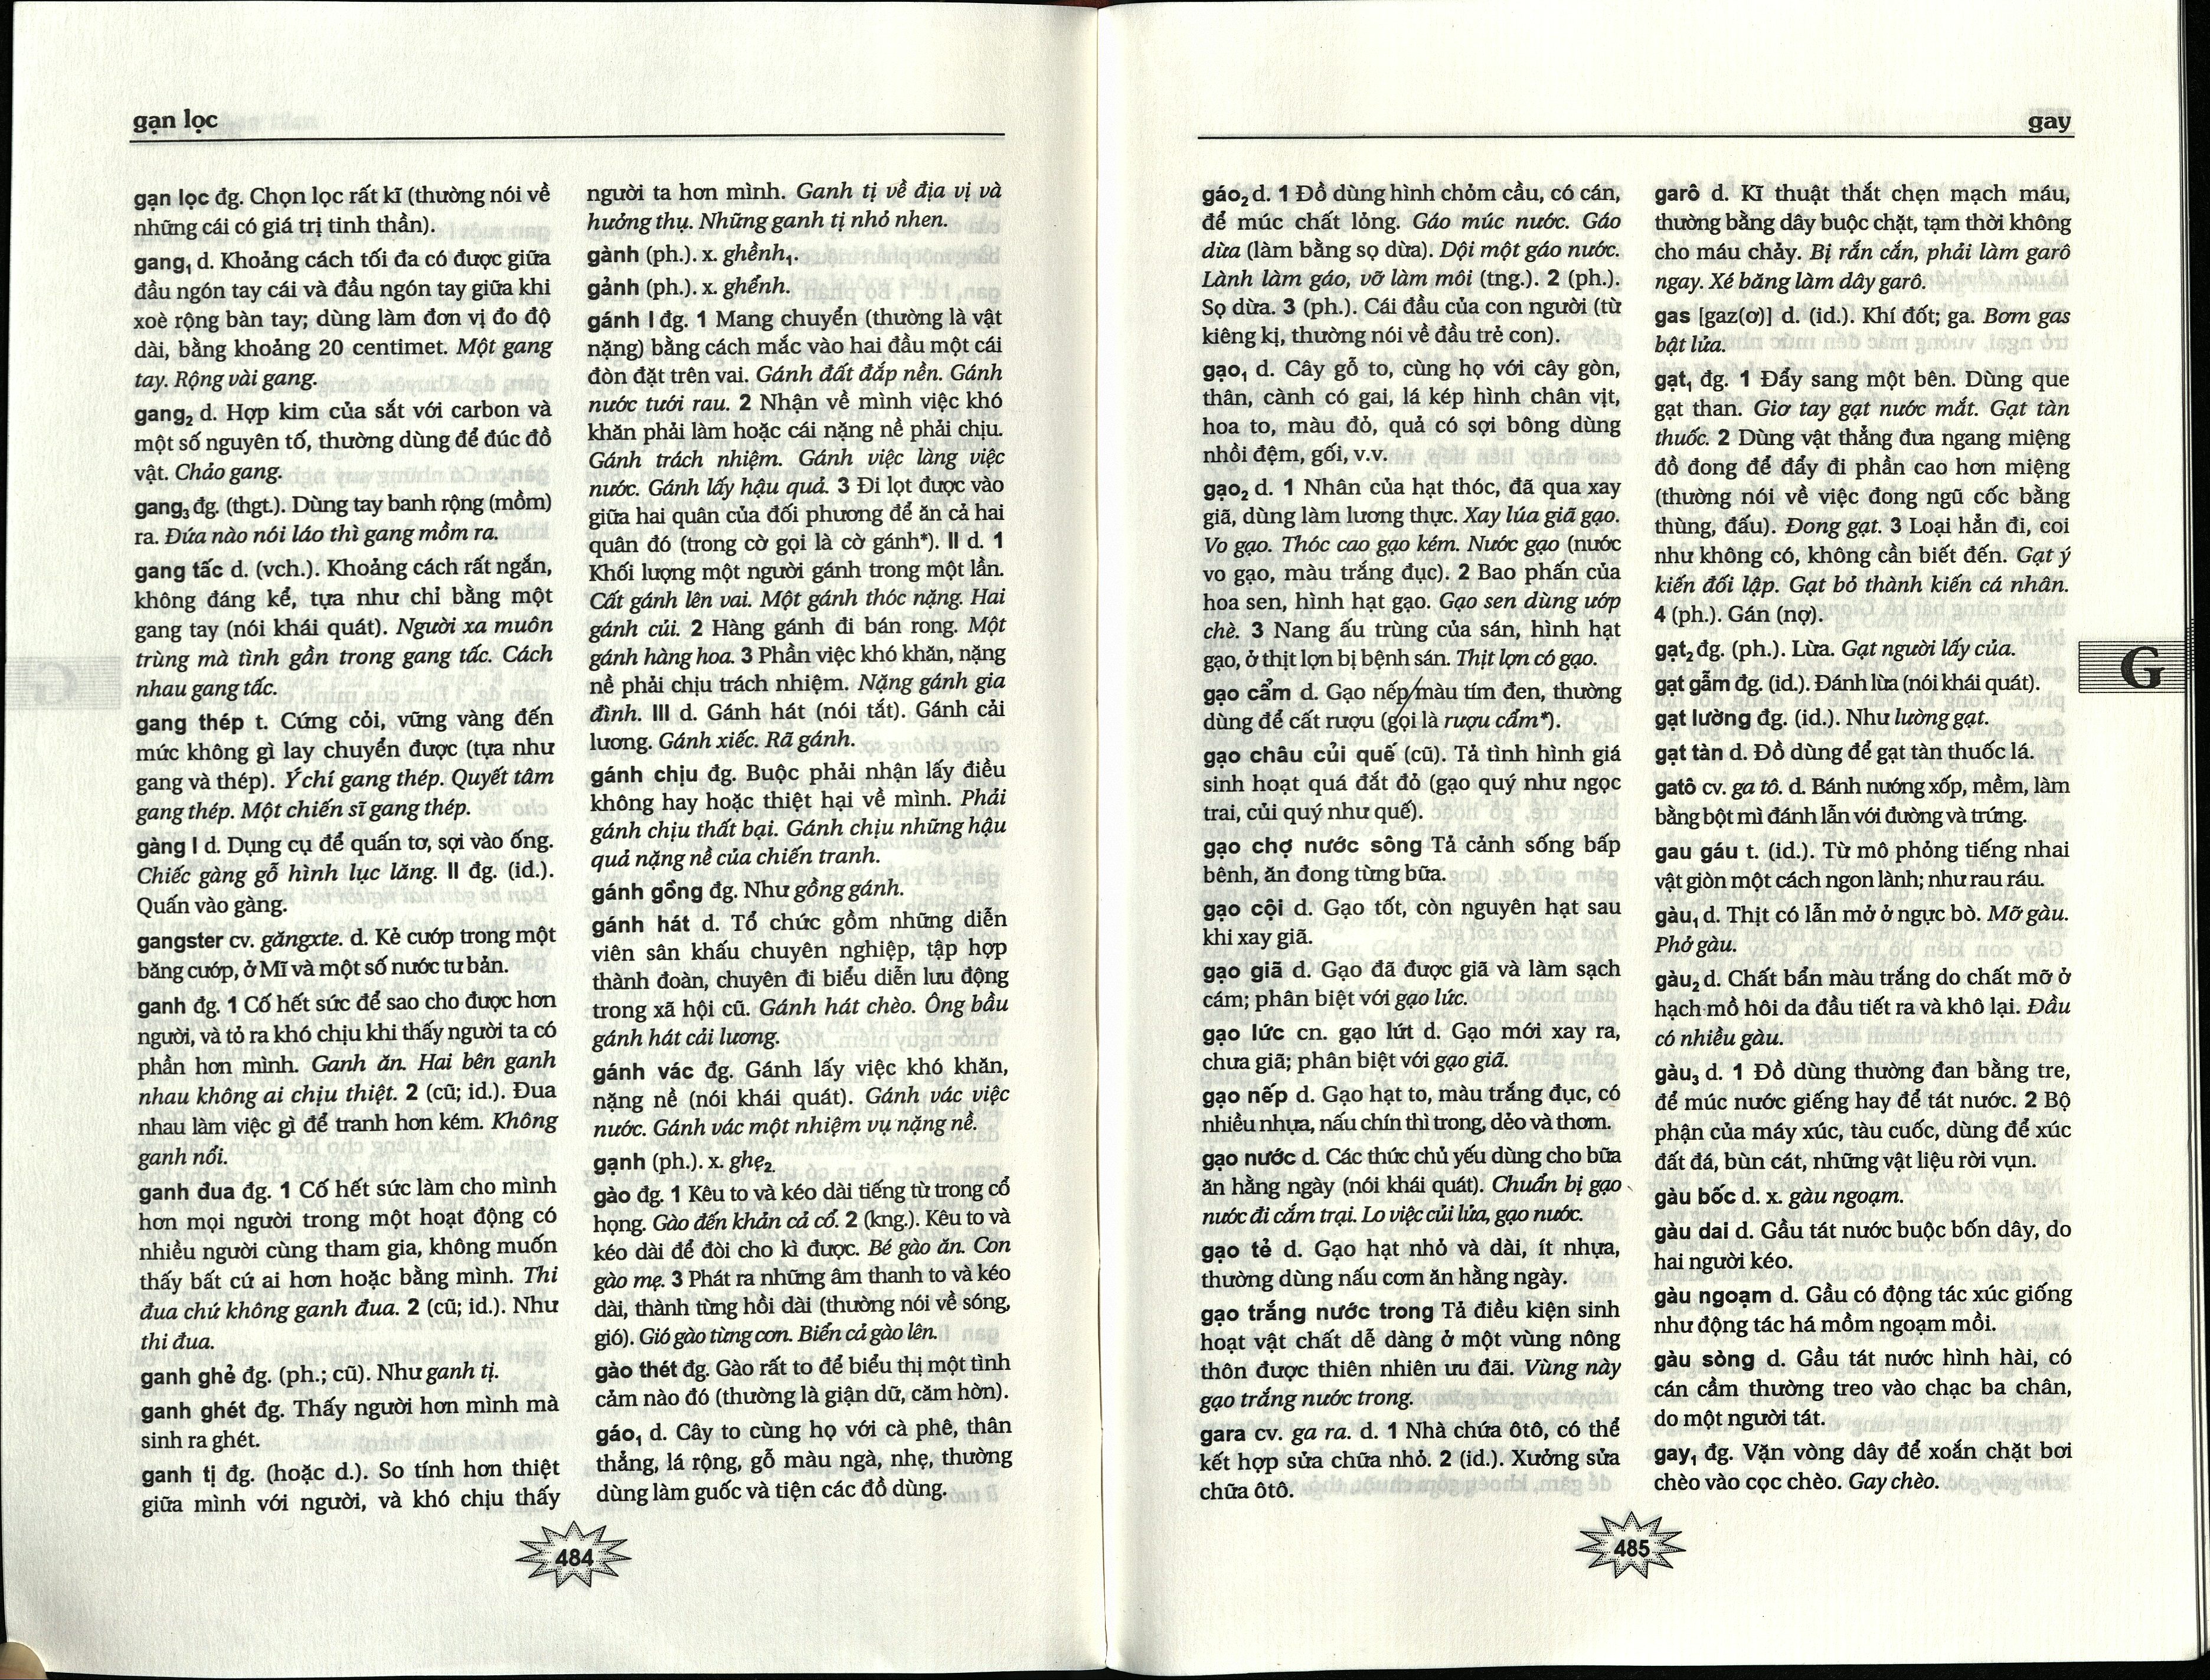 gạn lọc
gạn lọc đg. Chọn lọc rất kĩ (thường nói về
những cái có giá trị tinh thần).
gang₁ d. Khoảng cách tối đa có được giữa
đầu ngón tay cái và đầu ngón tay giữa khi
xoè rộng bàn tay; dùng làm đơn vị đo độ
dài, bằng khoảng 20 centimet. Một gang
tay. Rộng vài gang.
gang₂ d. Hợp kim của sắt với carbon và
một số nguyên tố, thường dùng để đúc đồ
vật. Chảo gang.
gang₃ đg. (thgt.). Dùng tay banh rộng (mồm)
ra. Đứa nào nói láo thì gang mồm ra.
gang tấc d. (vch.). Khoảng cách rất ngắn,
không đáng kể, tựa như chỉ bằng một
gang tay (nói khái quát). Người xa muôn
trùng mà tình gần trong gang tấc. Cách
nhau gang tấc.
gang thép t. Cứng cỏi, vững vàng đến
mức không gì lay chuyển được (tựa như
gang và thép). Ý chí gang thép. Quyết tâm
gang thép. Một chiến sĩ gang thép.
gàng I d. Dụng cụ để quấn tơ, sợi vào ống.
Chiếc gàng gỗ hình lục lăng. II đg. (id.).
Quấn vào gàng.
gangster cv. găngxte. d. Kẻ cướp trong một
băng cướp, ở Mĩ và một số nước tư bản.
ganh đg. 1 Cố hết sức để sao cho được hơn
người, và tỏ ra khó chịu khi thấy người ta có
phần hơn mình. Ganh ăn. Hai bên ganh
nhau không ai chịu thiệt. 2 (cũ; id.). Đua
nhau làm việc gì để tranh hơn kém. Không
ganh nổi.
ganh đua đg. 1 Cố hết sức làm cho mình
hơn mọi người trong một hoạt động có
nhiều người cùng tham gia, không muốn
thấy bất cứ ai hơn hoặc bằng mình. Thi
đua chứ không ganh đua. 2 (cũ; id.). Như
thi đua.
ganh ghẻ đg. (ph.; cũ). Như ganh tị.
ganh ghét đg. Thấy người hơn mình mà
sinh ra ghét.
ganh tị đg. (hoặc d.). So tính hơn thiệt
giữa mình với người, và khó chịu thấy
người ta hơn mình. Ganh tị về địa vị và
hưởng thụ. Những ganh tị nhỏ nhen.
gành (ph.). x. ghềnh₁.
gảnh (ph.). x. ghểnh.
gánh I đg. 1 Mang chuyển (thường là vật
nặng) bằng cách mắc vào hai đầu một cái
đòn đặt trên vai. Gánh đất đắp nền. Gánh
nước tưới rau. 2 Nhận về mình việc khó
khăn phải làm hoặc cái nặng nề phải chịu.
Gánh trách nhiệm. Gánh việc làng việc
nước. Gánh lấy hậu quả. 3 Đi lọt được vào
giữa hai quân của đối phương để ăn cả hai
quân đó (trong cờ gọi là cờ gánh*). II d. 1
Khối lượng một người gánh trong một lần.
Cất gánh lên vai. Một gánh thóc nặng. Hai
gánh củi. 2 Hàng gánh đi bán rong. Một
gánh hàng hoa. 3 Phần việc khó khăn, nặng
nề phải chịu trách nhiệm. Nặng gánh gia
đình. III d. Gánh hát (nói tắt). Gánh cải
lương. Gánh xiếc. Rã gánh.
gánh chịu đg. Buộc phải nhận lấy điều
không hay hoặc thiệt hại về mình. Phải
gánh chịu thất bại. Gánh chịu những hậu
quả nặng nề của chiến tranh.
gánh gồng đg. Như gồng gánh.
gánh hát d. Tổ chức gồm những diễn
viên sân khấu chuyên nghiệp, tập hợp
thành đoàn, chuyên đi biểu diễn lưu động
trong xã hội cũ. Gánh hát chèo. Ông bầu
gánh hát cải lương.
gánh vác đg. Gánh lấy việc khó khăn,
nặng nề (nói khái quát). Gánh vác việc
nước. Gánh vác một nhiệm vụ nặng nề.
gạnh (ph.). x. ghẹ₂.
gào đg. 1 Kêu to và kéo dài tiếng từ trong cổ
họng. Gào đến khản cả cổ. 2 (kng.). Kêu to và
kéo dài để đòi cho kì được. Bé gào ăn. Con
gào mẹ. 3 Phát ra những âm thanh to và kéo
dài, thành từng hồi dài (thường nói về sóng,
gió). Gió gào từng cơn. Biển cả gào lên.
gào thét đg. Gào rất to để biểu thị một tình
cảm nào đó (thường là giận dữ, căm hờn).
gáo₁ d. Cây to cùng họ với cà phê, thân
thẳng, lá rộng, gỗ màu ngà, nhẹ, thường
dùng làm guốc và tiện các đồ dùng.
484
gay
gáo₂ d. 1 Đồ dùng hình chỏm cầu, có cán,
để múc chất lỏng. Gáo múc nước. Gáo
dừa (làm bằng sọ dừa). Dội một gáo nước.
Lành làm gáo, vỡ làm môi (tng.). 2 (ph.).
Sọ dừa. 3 (ph.). Cái đầu của con người (từ
kiêng kị, thường nói về đầu trẻ con).
gạo₁ d. Cây gỗ to, cùng họ với cây gòn,
thân, cành có gai, lá kép hình chân vịt,
hoa to, màu đỏ, quả có sợi bông dùng
nhồi đệm, gối, v.v.
gạo₂ d. 1 Nhân của hạt thóc, đã qua xay
giã, dùng làm lương thực. Xay lúa giã gạo.
Vo gạo. Thóc cao gạo kém. Nước gạo (nước
vo gạo, màu trắng đục). 2 Bao phấn của
hoa sen, hình hạt gạo. Gạo sen dùng ướp
chè. 3 Nang ấu trùng của sán, hình hạt
gạo, ở thịt lợn bị bệnh sán. Thịt lợn có gạo.
gạo cẩm d. Gạo nếp màu tím đen, thường
dùng để cất rượu (gọi là rượu cẩm*).
gạo châu củi quế (cũ). Tả tình hình giá
sinh hoạt quá đắt đỏ (gạo quý như ngọc
trai, củi quý như quế).
gạo chợ nước sông Tả cảnh sống bấp
bênh, ăn đong từng bữa.
gạo cội d. Gạo tốt, còn nguyên hạt sau
khi xay giã.
gạo giã d. Gạo đã được giã và làm sạch
cám; phân biệt với gạo lức.
gạo lức cn. gạo lứt d. Gạo mới xay ra,
chưa giã; phân biệt với gạo giã.
gạo nếp d. Gạo hạt to, màu trắng đục, có
nhiều nhựa, nấu chín thì trong, dẻo và thơm.
gạo nước d. Các thức chủ yếu dùng cho bữa
ăn hằng ngày (nói khái quát). Chuẩn bị gạo
nước đi cắm trại. Lo việc củi lửa, gạo nước.
gạo tẻ d. Gạo hạt nhỏ và dài, ít nhựa,
thường dùng nấu cơm ăn hằng ngày.
gạo trắng nước trong Tả điều kiện sinh
hoạt vật chất dễ dàng ở một vùng nông
thôn được thiên nhiên ưu đãi. Vùng này
gạo trắng nước trong.
gara cv. ga ra. d. 1 Nhà chứa ôtô, có thể
kết hợp sửa chữa nhỏ. 2 (id.). Xưởng sửa
chữa ôtô.
garô d. Kĩ thuật thắt chẹn mạch máu,
thường bằng dây buộc chặt, tạm thời không
cho máu chảy. Bị rắn cắn, phải làm garô
ngay. Xé băng làm dây garô.
gas [gaz(ơ)] d. (id.). Khí đốt; ga. Bơm gas
bật lửa.
gạt₁ đg. 1 Đẩy sang một bên. Dùng que
gạt than. Giơ tay gạt nước mắt. Gạt tàn
thuốc. 2 Dùng vật thẳng đưa ngang miệng
đồ đong để đẩy đi phần cao hơn miệng
(thường nói về việc đong ngũ cốc bằng
thùng, đấu). Đong gạt. 3 Loại hẳn đi, coi
như không có, không cần biết đến. Gạt ý
kiến đối lập. Gạt bỏ thành kiến cá nhân.
4 (ph.). Gán (nợ).
gạt₂ đg. (ph.). Lừa. Gạt người lấy của.
gạt gẫm đg. (id.). Đánh lừa (nói khái quát).
gạt lường đg. (id.). Như lường gạt.
gạt tàn d. Đồ dùng để gạt tàn thuốc lá.
gatô cv. ga tô. d. Bánh nướng xốp, mềm, làm
bằng bột mì đánh lẫn với đường và trứng.
gau gáu t. (id.). Từ mô phỏng tiếng nhai
vật giòn một cách ngon lành; như rau ráu.
gàu₁ d. Thịt có lẫn mở ở ngực bò. Mỡ gàu.
Phở gàu.
gàu₂ d. Chất bẩn màu trắng do chất mỡ ở
hạch mồ hôi da đầu tiết ra và khô lại. Đầu
có nhiều gàu.
gàu₃ d. 1 Đồ dùng thường đan bằng tre,
để múc nước giếng hay để tát nước. 2 Bộ
phận của máy xúc, tàu cuốc, dùng để xúc
đất đá, bùn cát, những vật liệu rời vụn.
gàu bốc d. x. gàu ngoạm.
gàu dai d. Gầu tát nước buộc bốn dây, do
hai người kéo.
gàu ngoạm d. Gầu có động tác xúc giống
như động tác há mồm ngoạm mồi.
gàu sòng d. Gầu tát nước hình hài, có
cán cầm thường treo vào chạc ba chân,
do một người tát.
gay₁ đg. Vặn vòng dây để xoắn chặt bơi
chèo vào cọc chèo. Gay chèo.
G
485